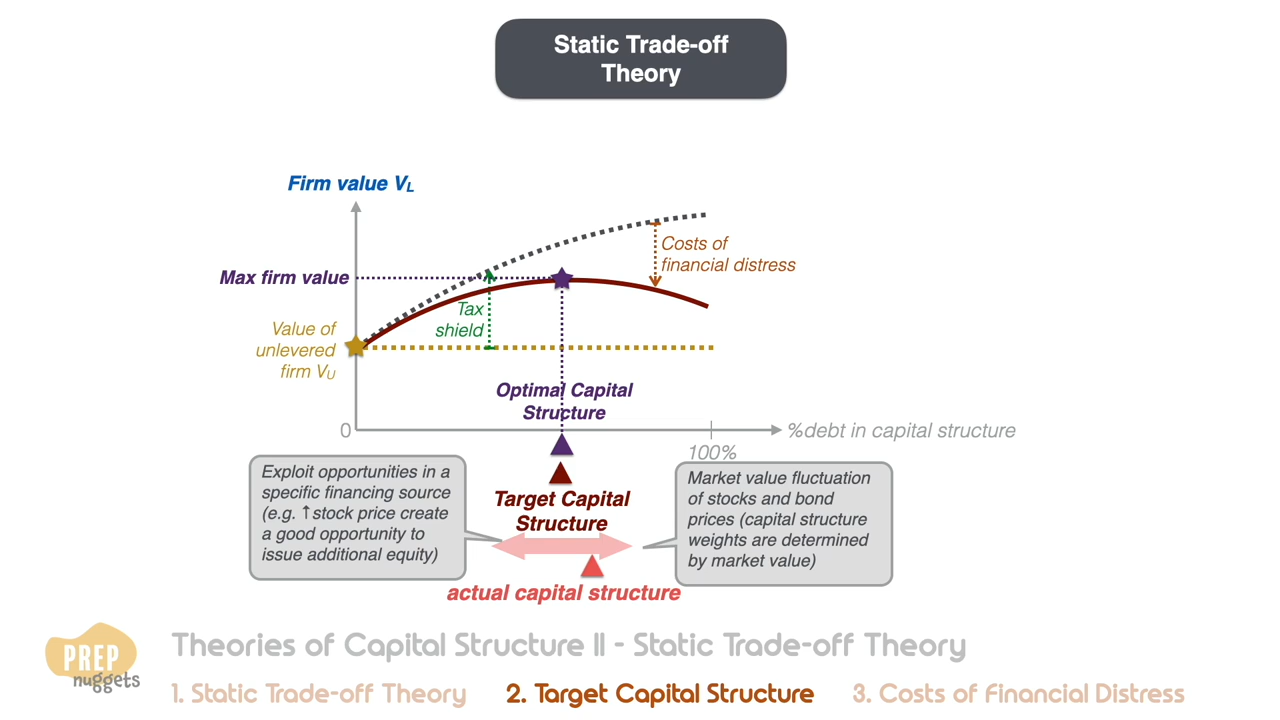 Static Trade-off
Theory
Firm value VL
Max firm value
Costs of
financial distress
Tax
shield
Value of
unlevered
firm VU
Optimal Capital
Structure
0
%debt in capital structure
100%
Exploit opportunities in a
specific financing source
(e.g. ↑stock price create
a good opportunity to
issue additional equity)
Target Capital
Structure
Market value fluctuation
of stocks and bond
prices (capital structure
weights are determined
by market value)
actual capital structure
PREP
nuggets
Theories of Capital Structure II - Static Trade-off Theory
1. Static Trade-off Theory 2. Target Capital Structure 3. Costs of Financial Distress